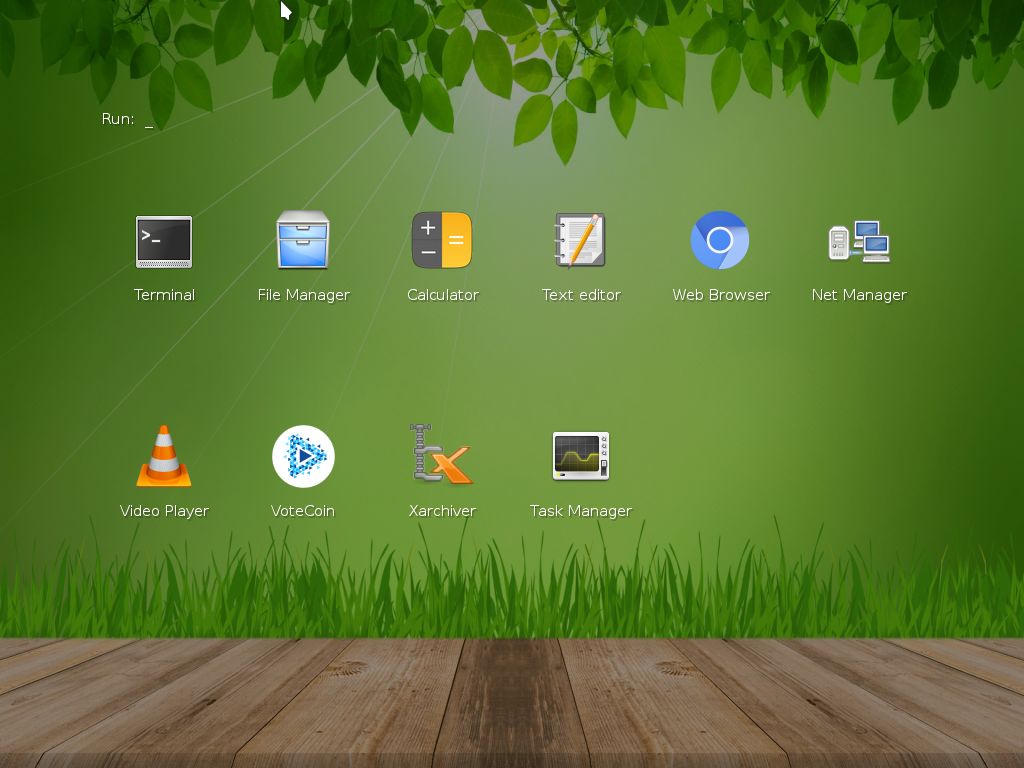 Run: _
>_
Terminal
File Manager
Calculator
Text editor
Web Browser
Net Manager
Video Player
VoteCoin
Xarchiver
Task Manager